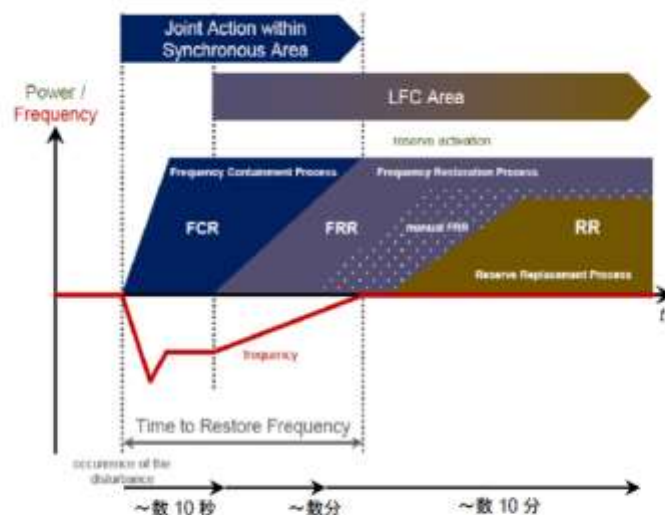 Joint Action within
Synchronous Area
LFC Area
Power /
Frequency
reserve activation
Frequency Containment Process
Frequency Restoration Process
FCR
FRR
manual FRR
RR
Reserve Replacement Process
t
frequency
Time to Restore Frequency
occurrence of the
disturbance
～数 10 秒
～数分
～数 10 分